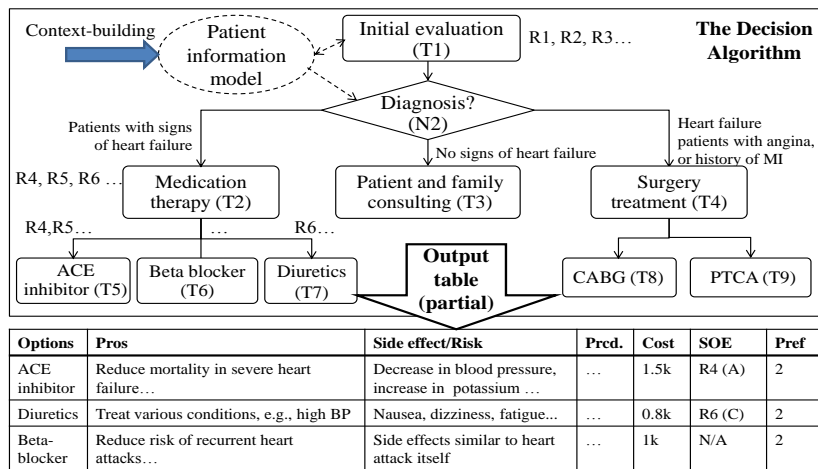 Context-building
Patient
information
model
Initial evaluation
(T1)
R1, R2, R3…
The Decision
Algorithm
Diagnosis?
(N2)
Patients with signs
of heart failure
No signs of heart failure
Heart failure
patients with angina,
or history of MI
R4, R5, R6 …
Medication
therapy (T2)
Patient and family
consulting (T3)
Surgery
treatment (T4)
R4,R5…
…
R6…
ACE
inhibitor (T5)
Beta blocker
(T6)
Diuretics
(T7)
Output
table
(partial)
CABG (T8)
PTCA (T9)
Options Pros Side effect/Risk Prcd. Cost SOE Pref
ACE Reduce mortality in severe heart Decrease in blood pressure, … 1.5k R4 (A) 2
inhibitor failure… increase in potassium …
Diuretics Treat various conditions, e.g., high BP Nausea, dizziness, fatigue... … 0.8k R6 (C) 2
Beta- Reduce risk of recurrent heart Side effects similar to heart … 1k N/A 2
blocker attacks… attack itself